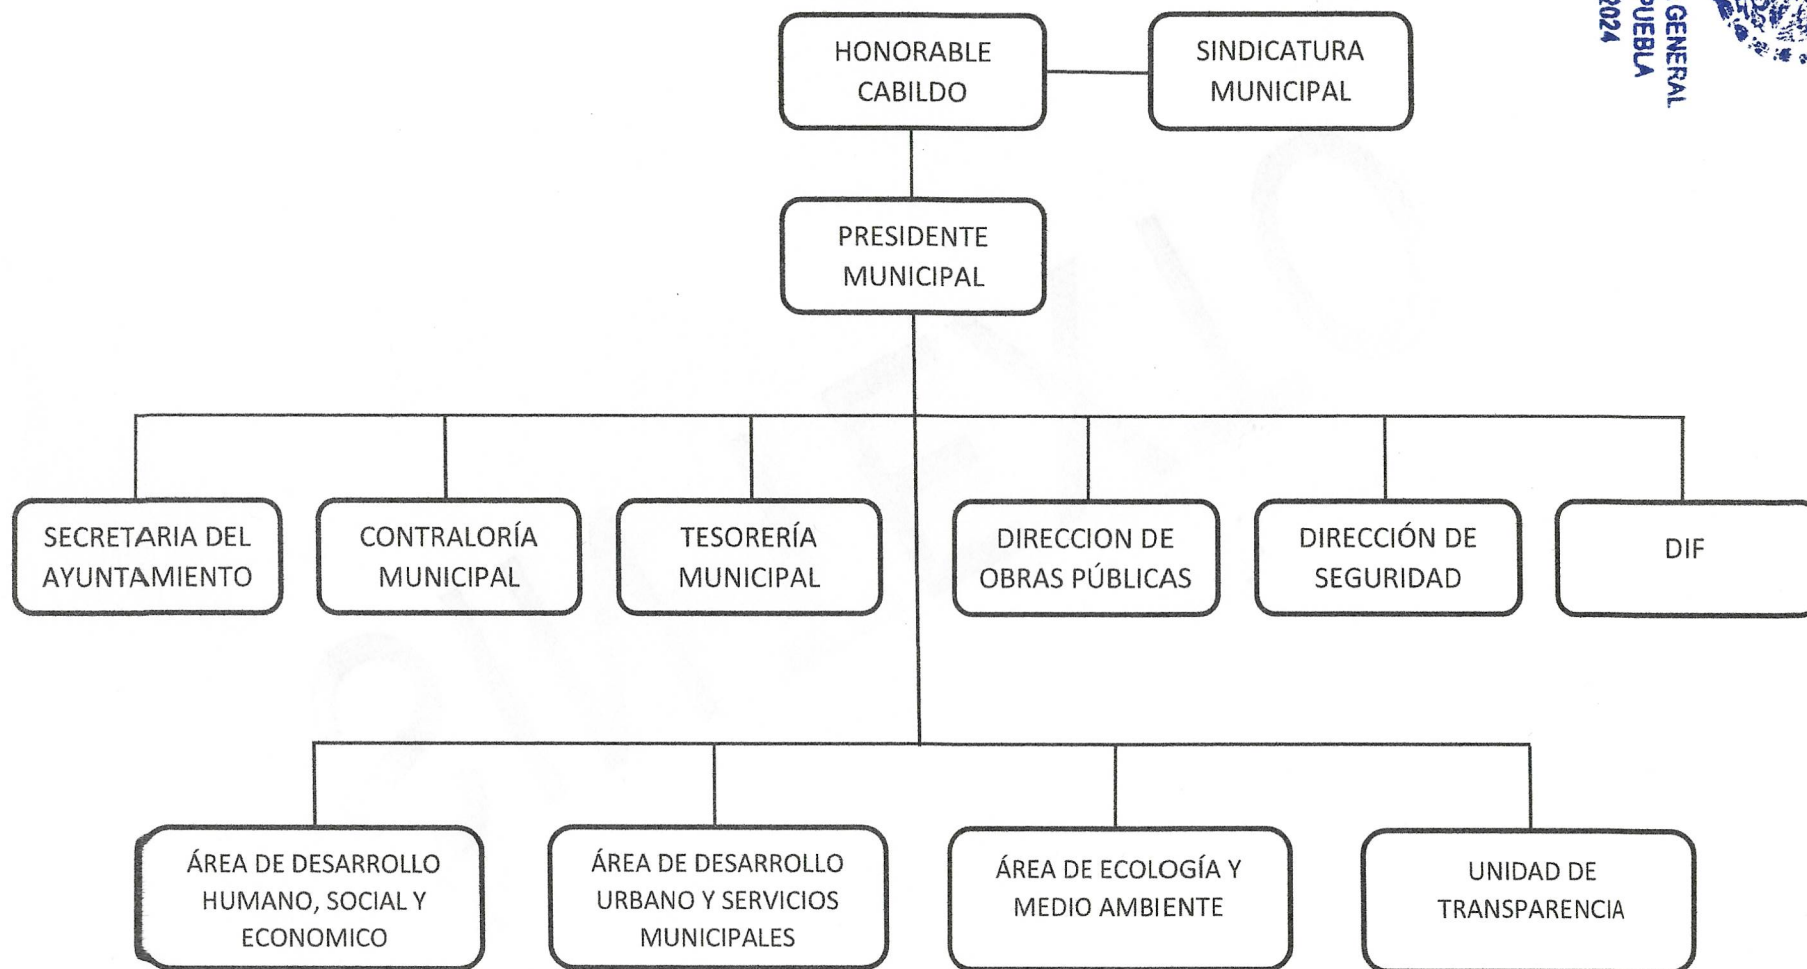 HONORABLE
CABILDO
SINDICATURA
MUNICIPAL
GENERAL
PUEBLA
2024
PRESIDENTE
MUNICIPAL
SECRETARIA DEL
AYUNTAMIENTO
CONTRALORÍA
MUNICIPAL
TESORERÍA
MUNICIPAL
DIRECCION DE
OBRAS PÚBLICAS
DIRECCIÓN DE
SEGURIDAD
DIF
ÁREA DE DESARROLLO
HUMANO, SOCIAL Y
ECONOMICO
ÁREA DE DESARROLLO
URBANO Y SERVICIOS
MUNICIPALES
ÁREA DE ECOLOGÍA Y
MEDIO AMBIENTE
UNIDAD DE
TRANSPARENCIA